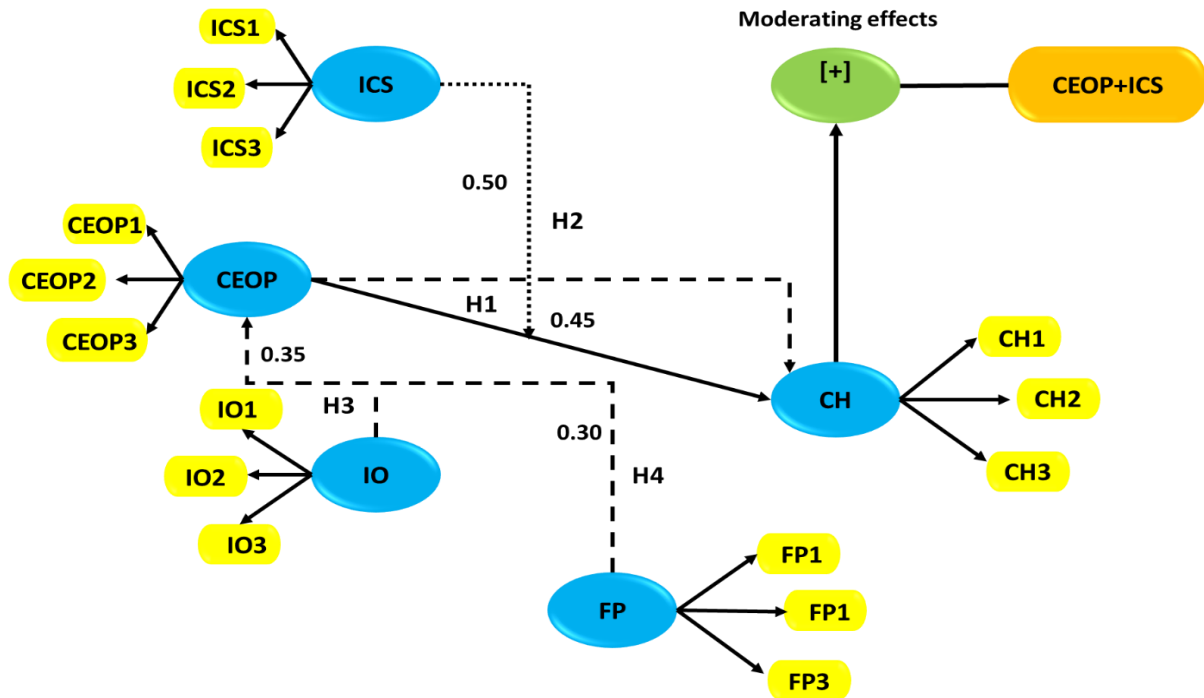 Moderating effects
ICS1
ICS2
ICS3
ICS
[+]
CEOP+ICS
0.50
H2
CEOP1
CEOP2
CEOP3
CEOP
H1
0.45
0.35
H3
0.30
H4
IO1
IO2
IO3
IO
CH
CH1
CH2
CH3
FP
FP1
FP1
FP3